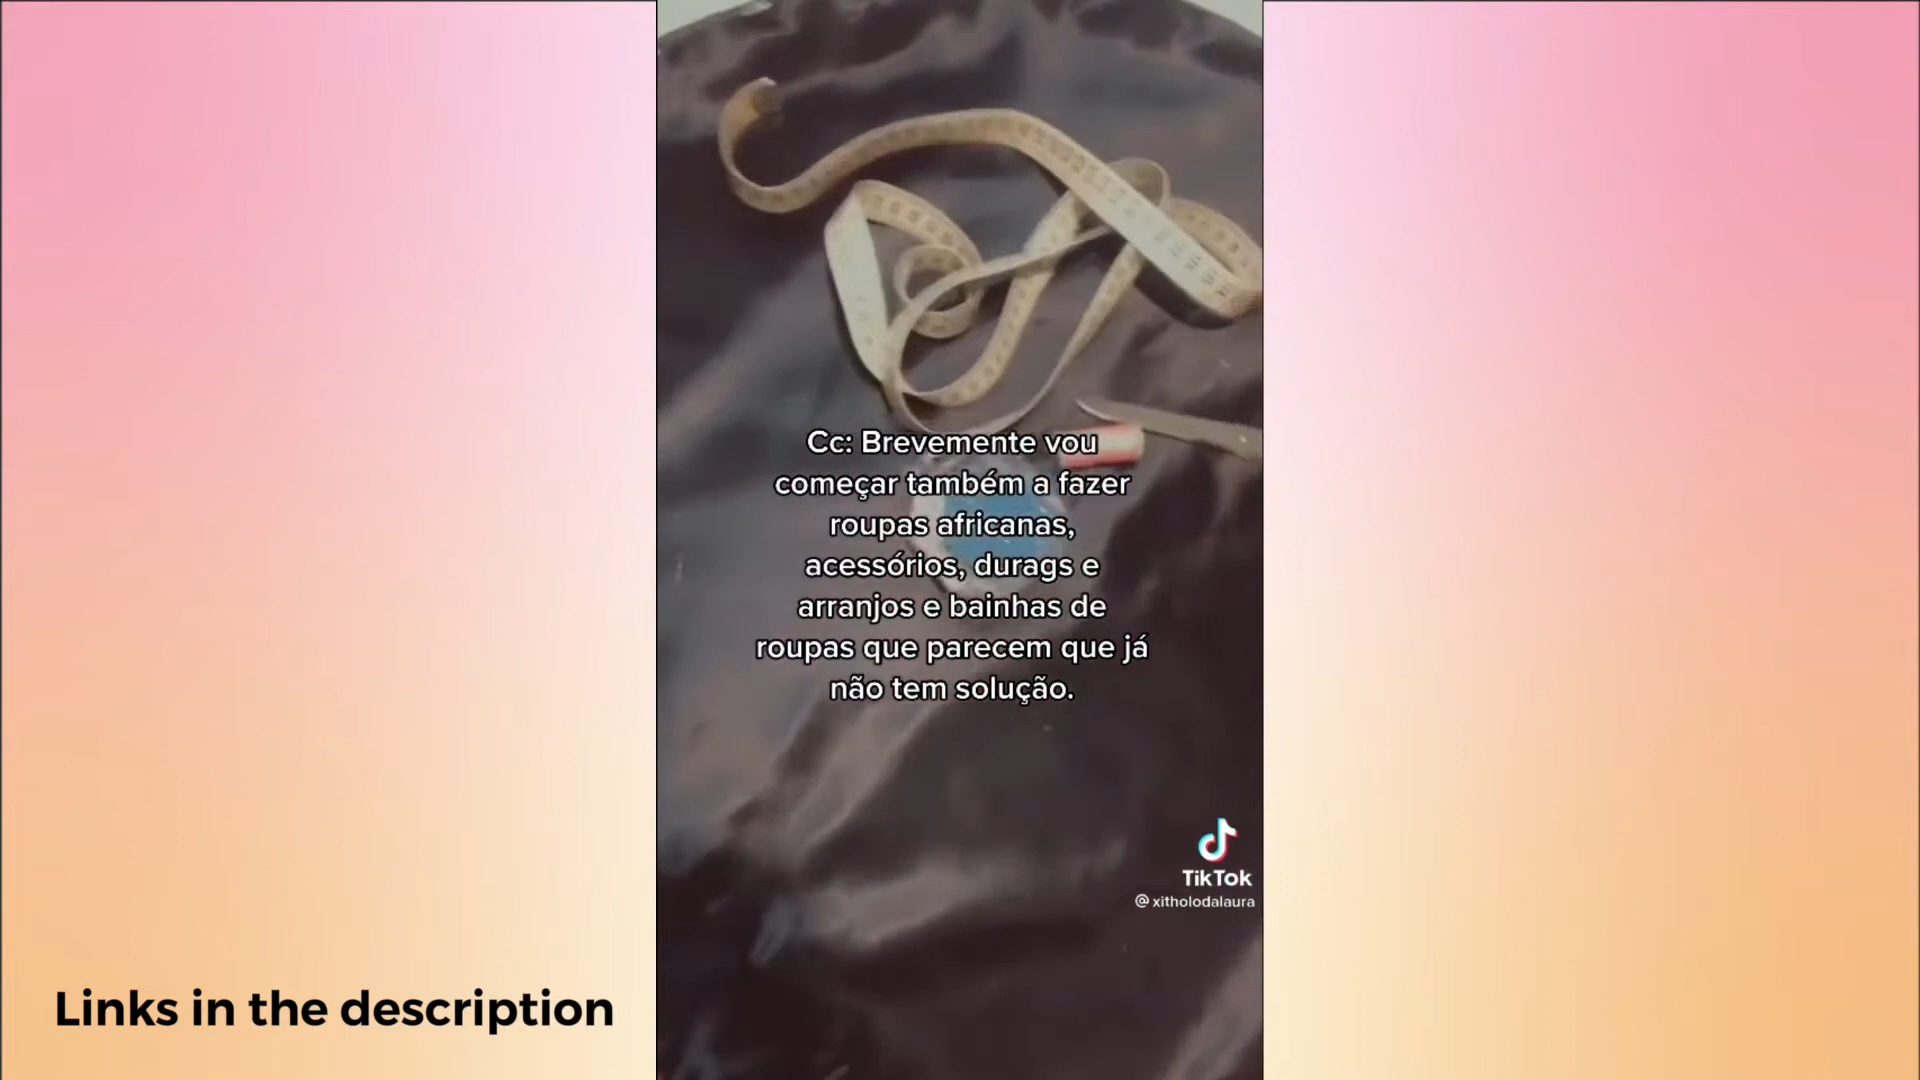 Cc: Brevemente vou
começar também a fazer
roupas africanas,
acessórios, durags e
arranjos e bainhas de
roupas que parecem que já
não tem solução.
TikTok
@xitholodalaura
Links in the description